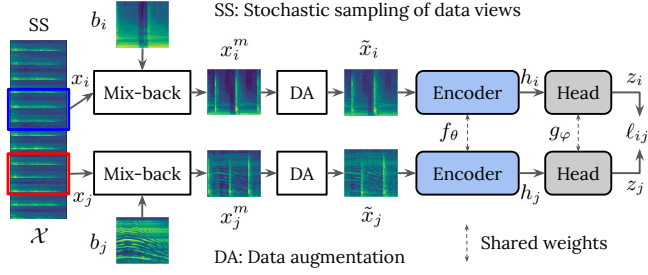 SS: Stochastic sampling of data views
SS
b_i
x_i
x_i^m
x̃_i
h_i
z_i
Mix-back
DA
Encoder
Head
f_θ
g_φ
ℓ_ij
Mix-back
DA
Encoder
Head
x_j
x_j^m
x̃_j
h_j
z_j
𝒳
b_j
DA: Data augmentation
Shared weights